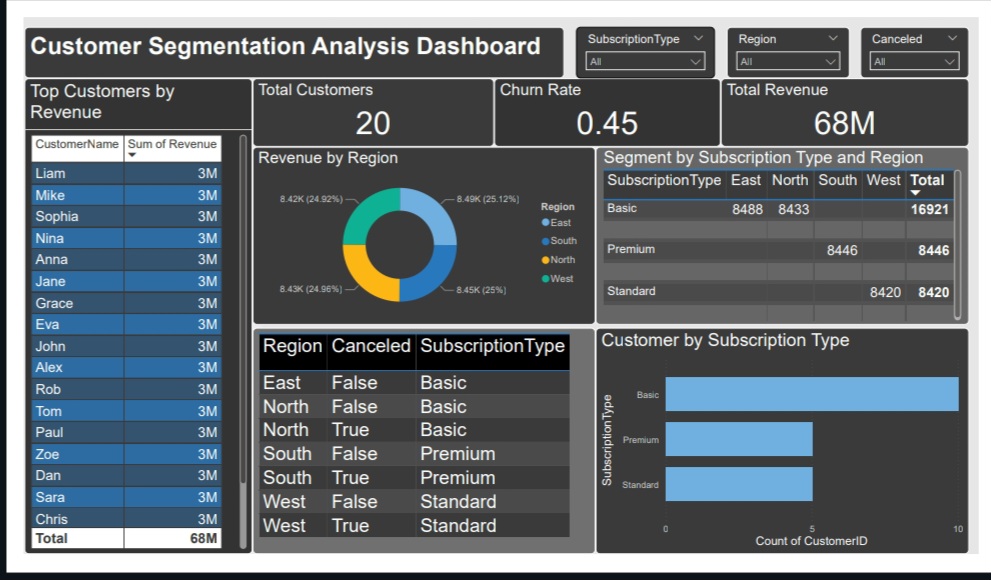 Customer Segmentation Analysis Dashboard
SubscriptionType
All
Region
All
Canceled
All
Top Customers by
Revenue
CustomerName Sum of Revenue
Liam 3M
Mike 3M
Sophia 3M
Nina 3M
Anna 3M
Jane 3M
Grace 3M
Eva 3M
John 3M
Alex 3M
Rob 3M
Tom 3M
Paul 3M
Zoe 3M
Dan 3M
Sara 3M
Chris 3M
Total 68M
Total Customers
20
Churn Rate
0.45
Total Revenue
68M
Revenue by Region
8.42K (24.92%)
8.49K (25.12%)
8.43K (24.96%)
8.45K (25%)
Region
East
South
North
West
Segment by Subscription Type and Region
SubscriptionType East North South West Total
Basic 8488 8433 16921
Premium 8446 8446
Standard 8420 8420
Region Canceled SubscriptionType
East False Basic
North False Basic
North True Basic
South False Premium
South True Premium
West False Standard
West True Standard
Customer by Subscription Type
SubscriptionType
Basic
Premium
Standard
0 5 10
Count of CustomerID